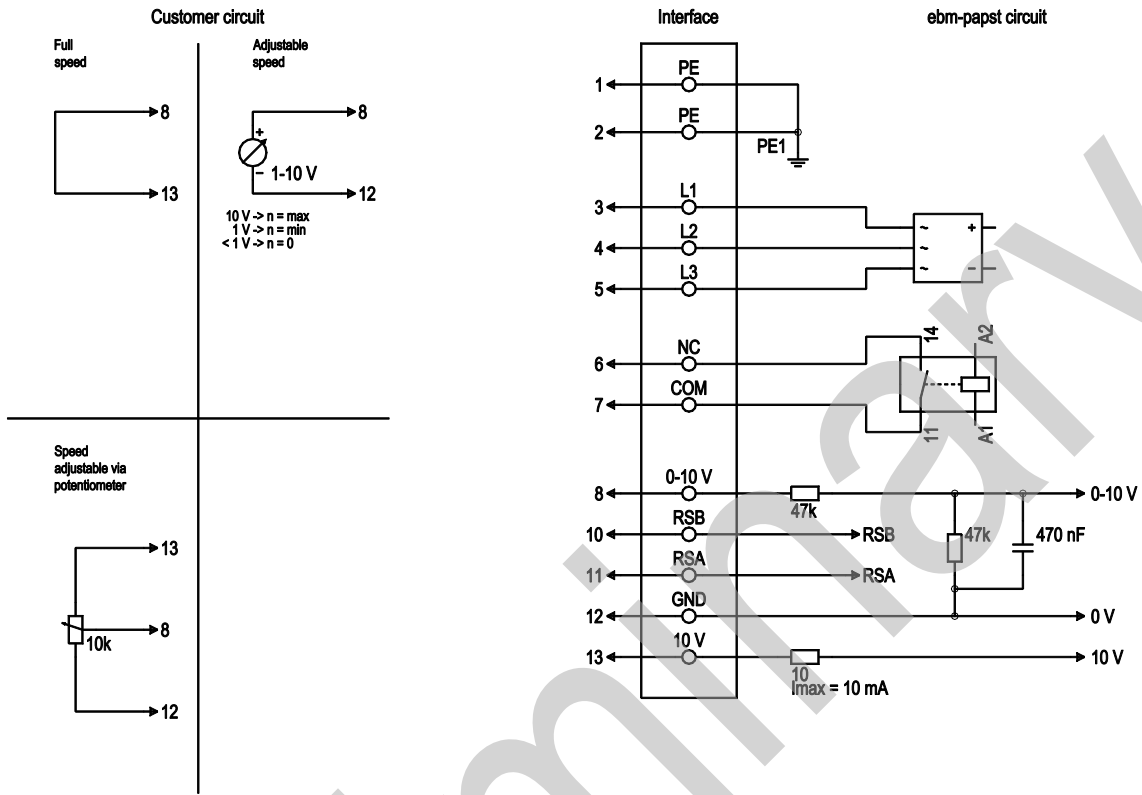 Customer circuit
Interface
ebm-papst circuit
Full
speed
8
13
Adjustable
speed
8
+
1-10 V
–
12
10 V -> n = max
1 V -> n = min
< 1 V -> n = 0
Speed
adjustable via
potentiometer
13
8
10k
12
1
PE
2
PE
PE1
3
L1
4
L2
5
L3
~
~
~
+
–
6
NC
7
COM
14
A2
11
A1
8
0-10 V
47k
0-10 V
10
RSB
RSB
47k
470 nF
11
RSA
RSA
12
GND
0 V
13
10 V
10
Imax = 10 mA
10 V
minary